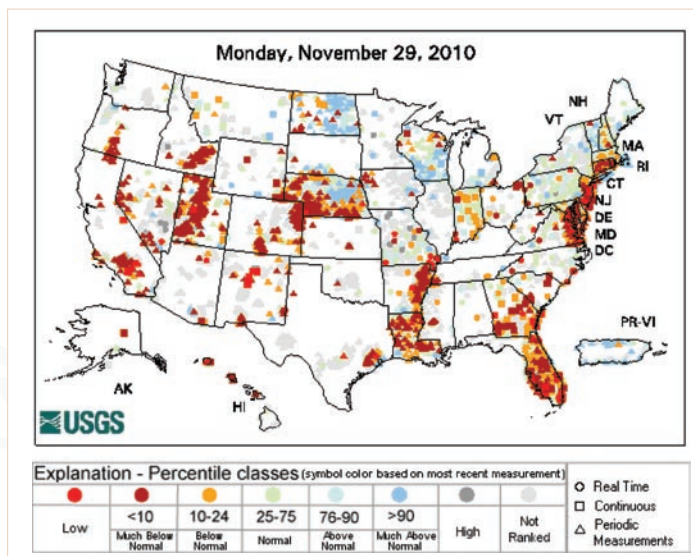 Monday, November 29, 2010
NH
VT
MA
RI
CT
NJ
DE
MD
DC
PR-VI
AK
HI
USGS
Explanation - Percentile classes (symbol color based on most recent measurement)
Low
<10
Much Below Normal
10-24
Below Normal
25-75
Normal
76-90
Above Normal
>90
Much Above Normal
High
Not Ranked
Real Time
Continuous
Periodic Measurements